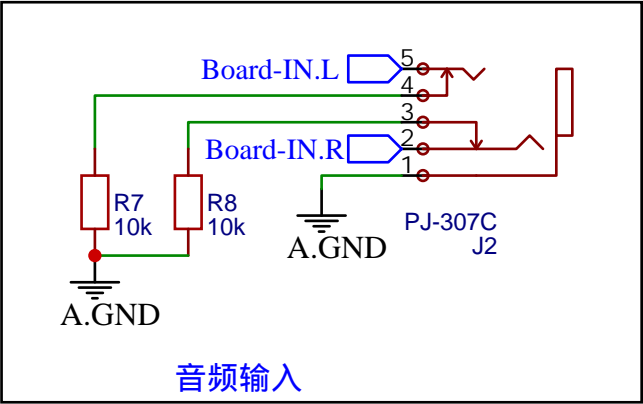 Board-IN.L
5
4
3
Board-IN.R
2
1
R7
10k
R8
10k
PJ-307C
J2
A.GND
A.GND
音频输入